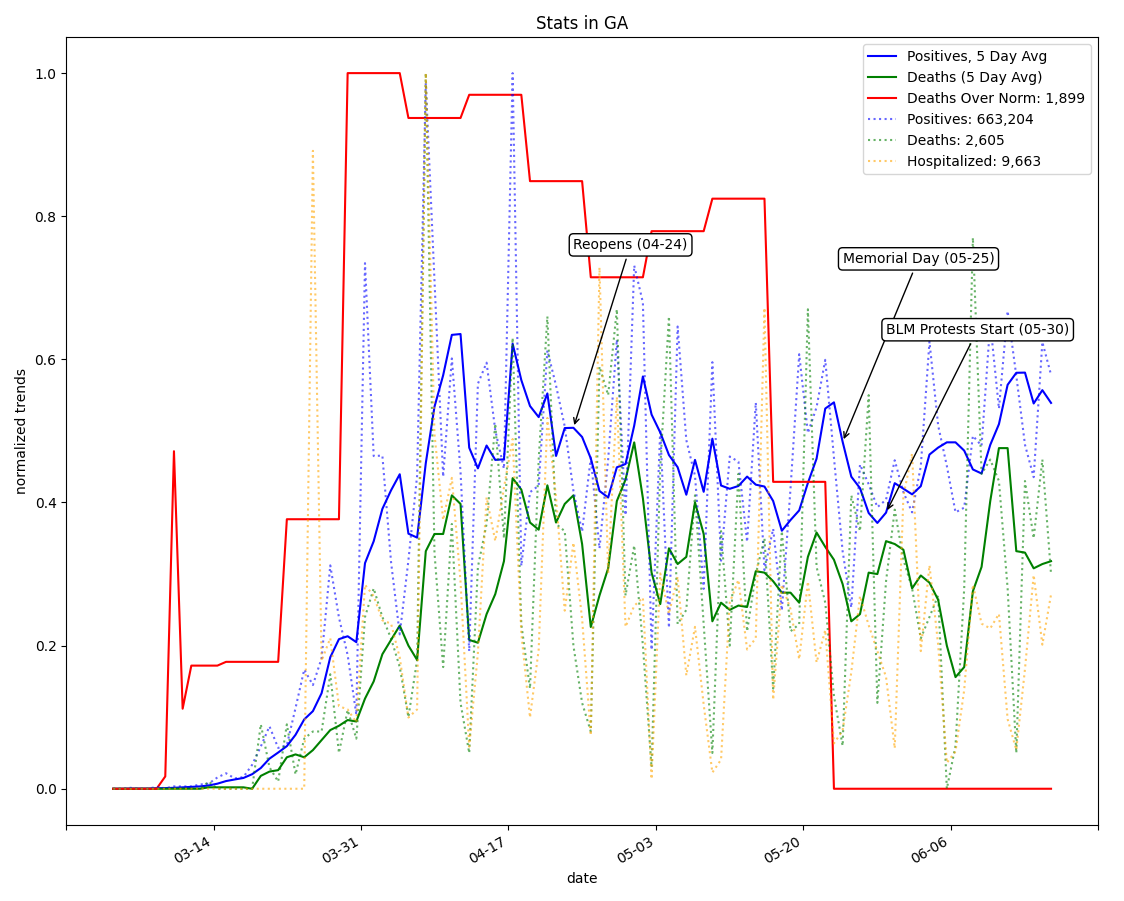 Stats in GA
Positives, 5 Day Avg
Deaths (5 Day Avg)
Deaths Over Norm: 1,899
Positives: 663,204
Deaths: 2,605
Hospitalized: 9,663
1.0
0.8
0.6
0.4
0.2
0.0
normalized trends
Reopens (04-24)
Memorial Day (05-25)
BLM Protests Start (05-30)
03-14
03-31
04-17
05-03
05-20
06-06
date